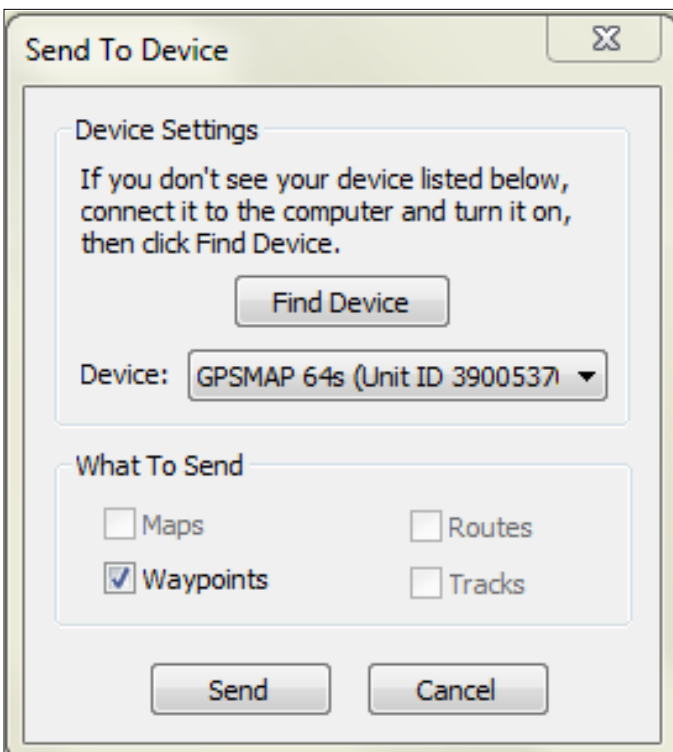 Send To Device
Device Settings
If you don't see your device listed below,
connect it to the computer and turn it on,
then click Find Device.
Find Device
Device: GPSMAP 64s (Unit ID 3900537
What To Send
Maps Routes
Waypoints Tracks
Send Cancel